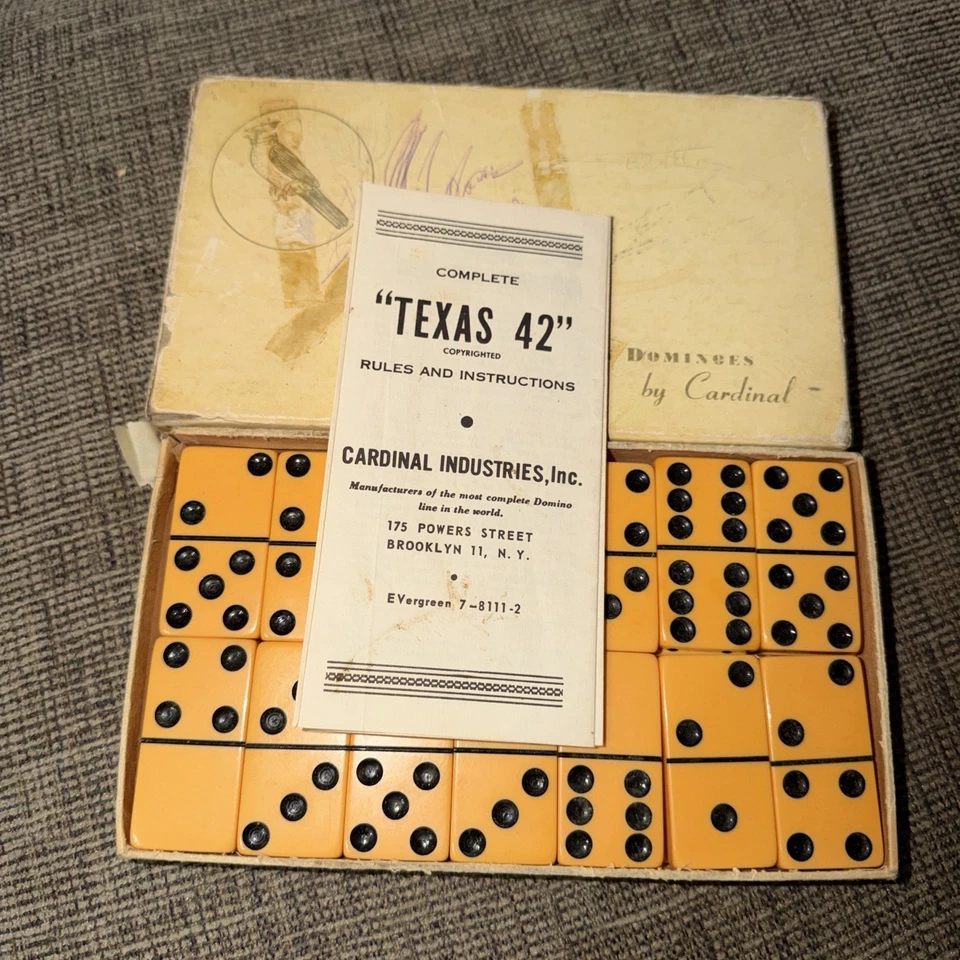 COMPLETE
“TEXAS 42”
COPYRIGHTED
RULES AND INSTRUCTIONS
CARDINAL INDUSTRIES, Inc.
Manufacturers of the most complete Domino
line in the world.
175 POWERS STREET
BROOKLYN 11, N. Y.
EVergreen 7-8111-2
DOMINOES
by Cardinal